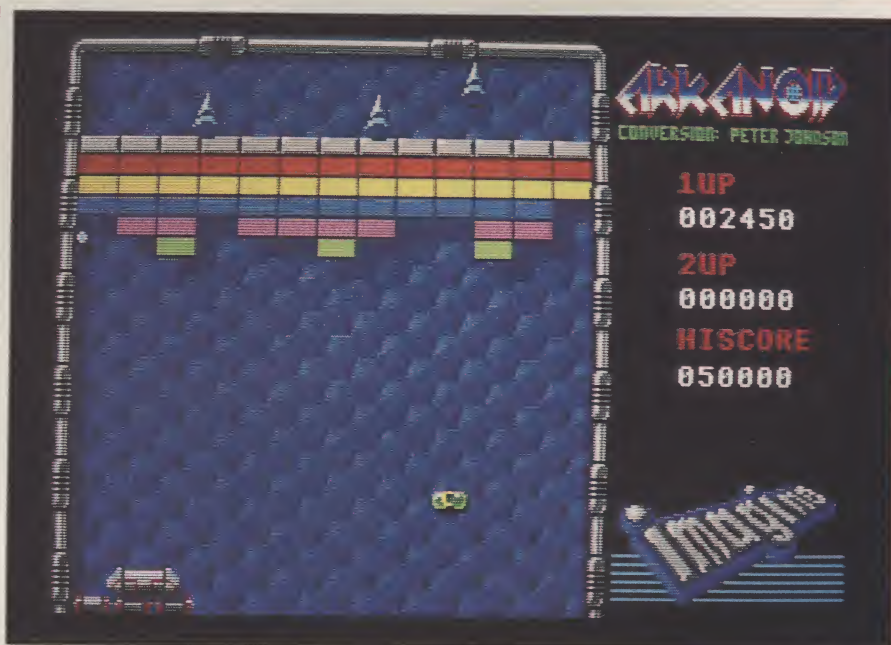 ARKANOID
CONVERSION: PETER JOHNSON
1UP
002450
2UP
000000
HISCORE
050000
Imagine